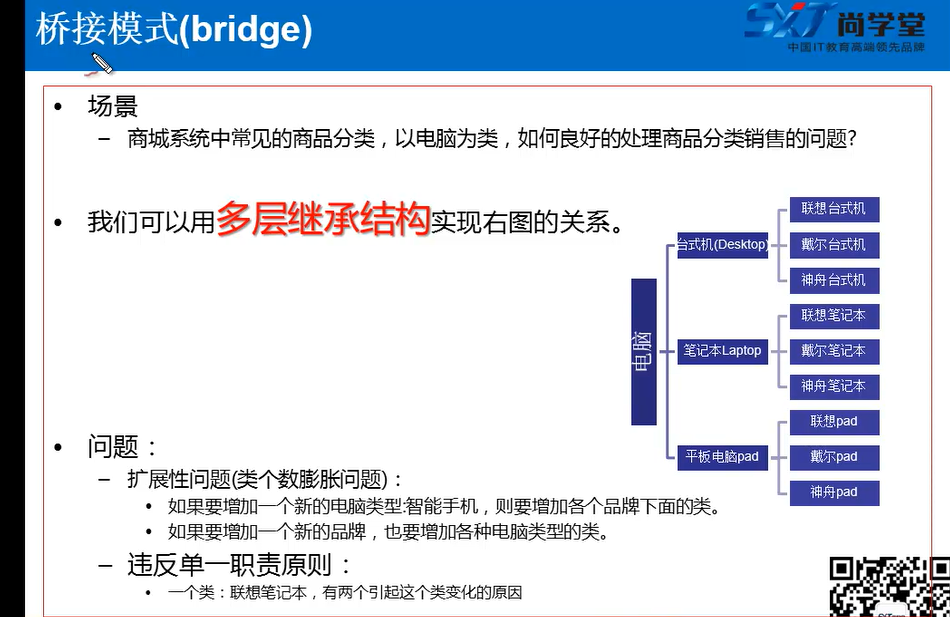 桥接模式(bridge)
SXT 尚学堂
中国IT教育高端领先品牌
• 场景
– 商城系统中常见的商品分类，以电脑为类，如何良好的处理商品分类销售的问题?
• 我们可以用多层继承结构实现右图的关系。
电脑
台式机(Desktop)
联想台式机
戴尔台式机
神舟台式机
笔记本Laptop
联想笔记本
戴尔笔记本
神舟笔记本
平板电脑pad
联想pad
戴尔pad
神舟pad
• 问题：
– 扩展性问题(类个数膨胀问题)：
• 如果要增加一个新的电脑类型:智能手机，则要增加各个品牌下面的类。
• 如果要增加一个新的品牌，也要增加各种电脑类型的类。
– 违反单一职责原则：
• 一个类：联想笔记本，有两个引起这个类变化的原因